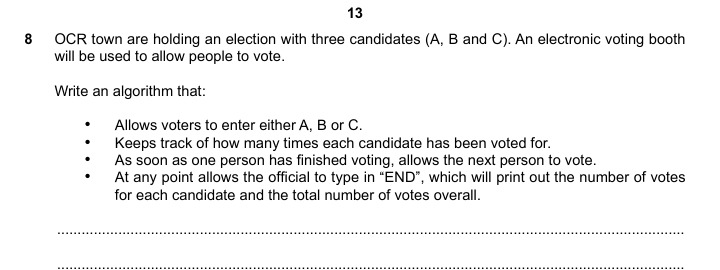 13
8 OCR town are holding an election with three candidates (A, B and C). An electronic voting booth
will be used to allow people to vote.
Write an algorithm that:
• Allows voters to enter either A, B or C.
• Keeps track of how many times each candidate has been voted for.
• As soon as one person has finished voting, allows the next person to vote.
• At any point allows the official to type in “END”, which will print out the number of votes
for each candidate and the total number of votes overall.